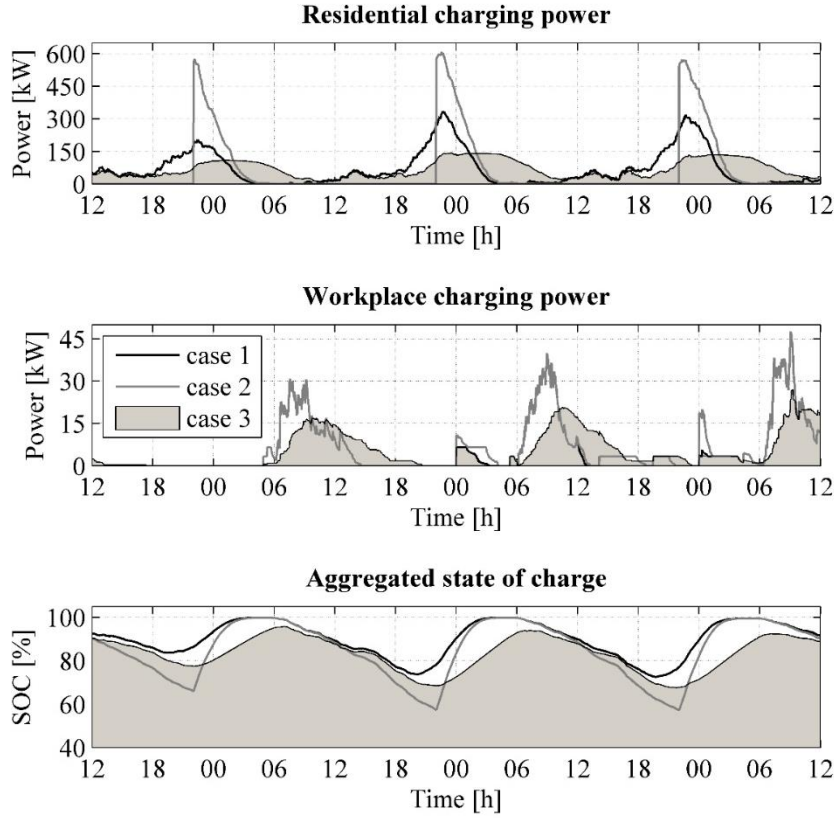 Residential charging power
Power [kW]
600
450
300
150
0
12 18 00 06 12 18 00 06 12 18 00 06 12
Time [h]
Workplace charging power
Power [kW]
45
30
15
0
case 1
case 2
case 3
12 18 00 06 12 18 00 06 12 18 00 06 12
Time [h]
Aggregated state of charge
SOC [%]
100
80
60
40
12 18 00 06 12 18 00 06 12 18 00 06 12
Time [h]